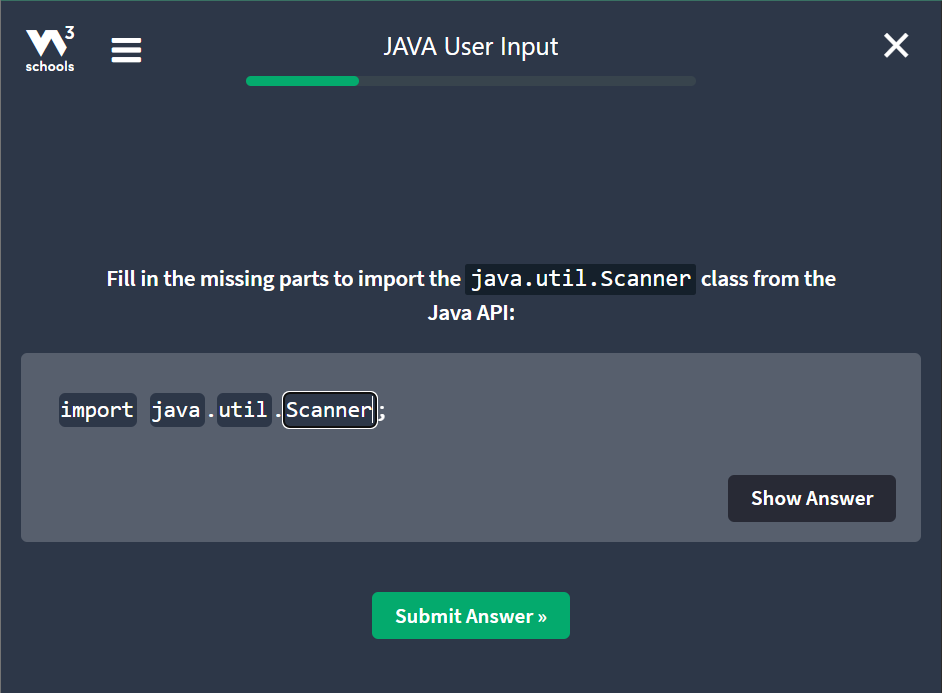 W3
schools
JAVA User Input
Fill in the missing parts to import the java.util.Scanner class from the
Java API:
import java.util.Scanner;
Show Answer
Submit Answer »